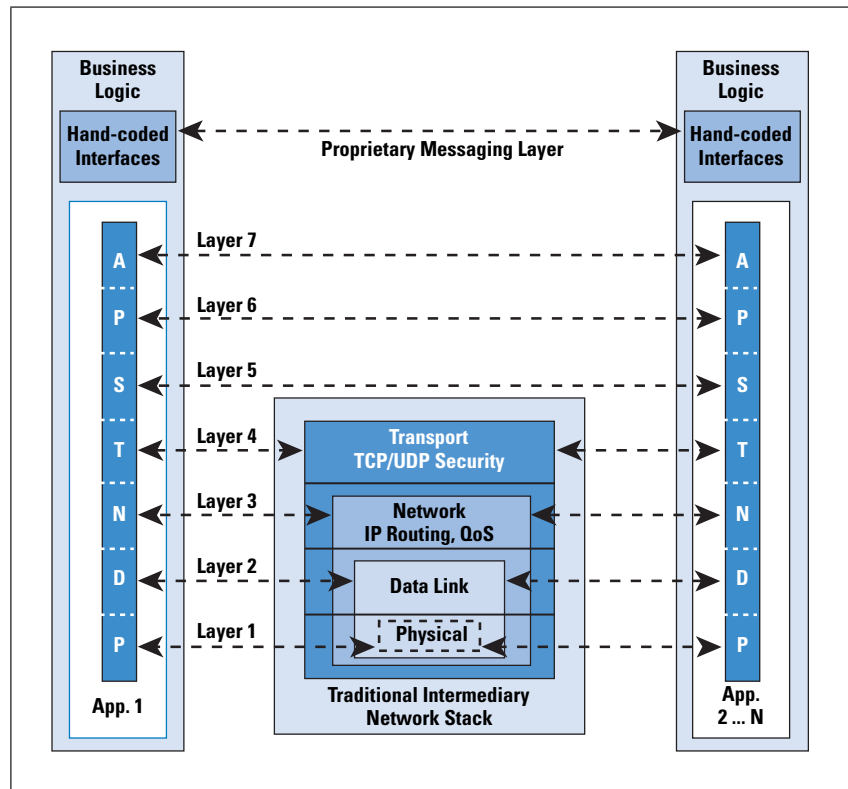 Business
Logic
Hand-coded
Interfaces
Proprietary Messaging Layer
Business
Logic
Hand-coded
Interfaces
A
Layer 7
A
P
Layer 6
P
S
Layer 5
S
T
Layer 4
Transport
TCP/UDP Security
T
N
Layer 3
Network
IP Routing, QoS
N
D
Layer 2
Data Link
D
P
Layer 1
Physical
P
App. 1
Traditional Intermediary
Network Stack
App.
2 ... N